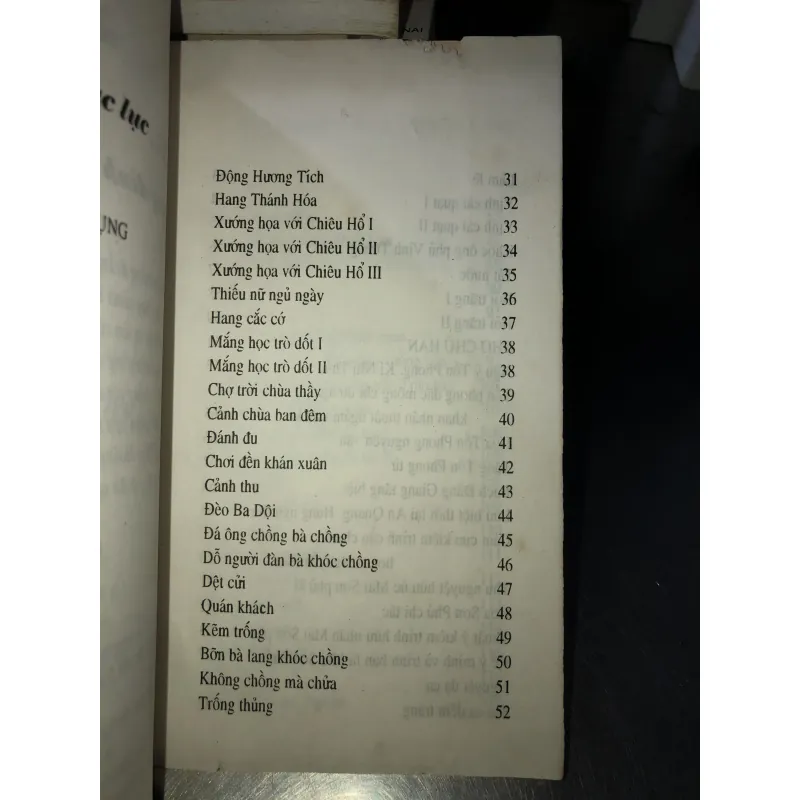 lục
ỤNG
NAI
Động Hương Tích 31
Hang Thánh Hóa 32
Xướng họa với Chiêu Hổ I 33
Xướng họa với Chiêu Hổ II 34
Xướng họa với Chiêu Hổ III 35
Thiếu nữ ngủ ngày 36
Hang cắc cớ 37
Mắng học trò dốt I 38
Mắng học trò dốt II 38
Chợ trời chùa thầy 39
Cảnh chùa ban đêm 40
Đánh đu 41
Chơi đền khán xuân 42
Cảnh thu 43
Đèo Ba Dội 44
Đá ông chồng bà chồng 45
Dỗ người đàn bà khóc chồng 46
Dệt cửi 47
Quán khách 48
Kẽm trống 49
Bỡn bà lang khóc chồng 50
Không chồng mà chửa 51
Trống thủng 52